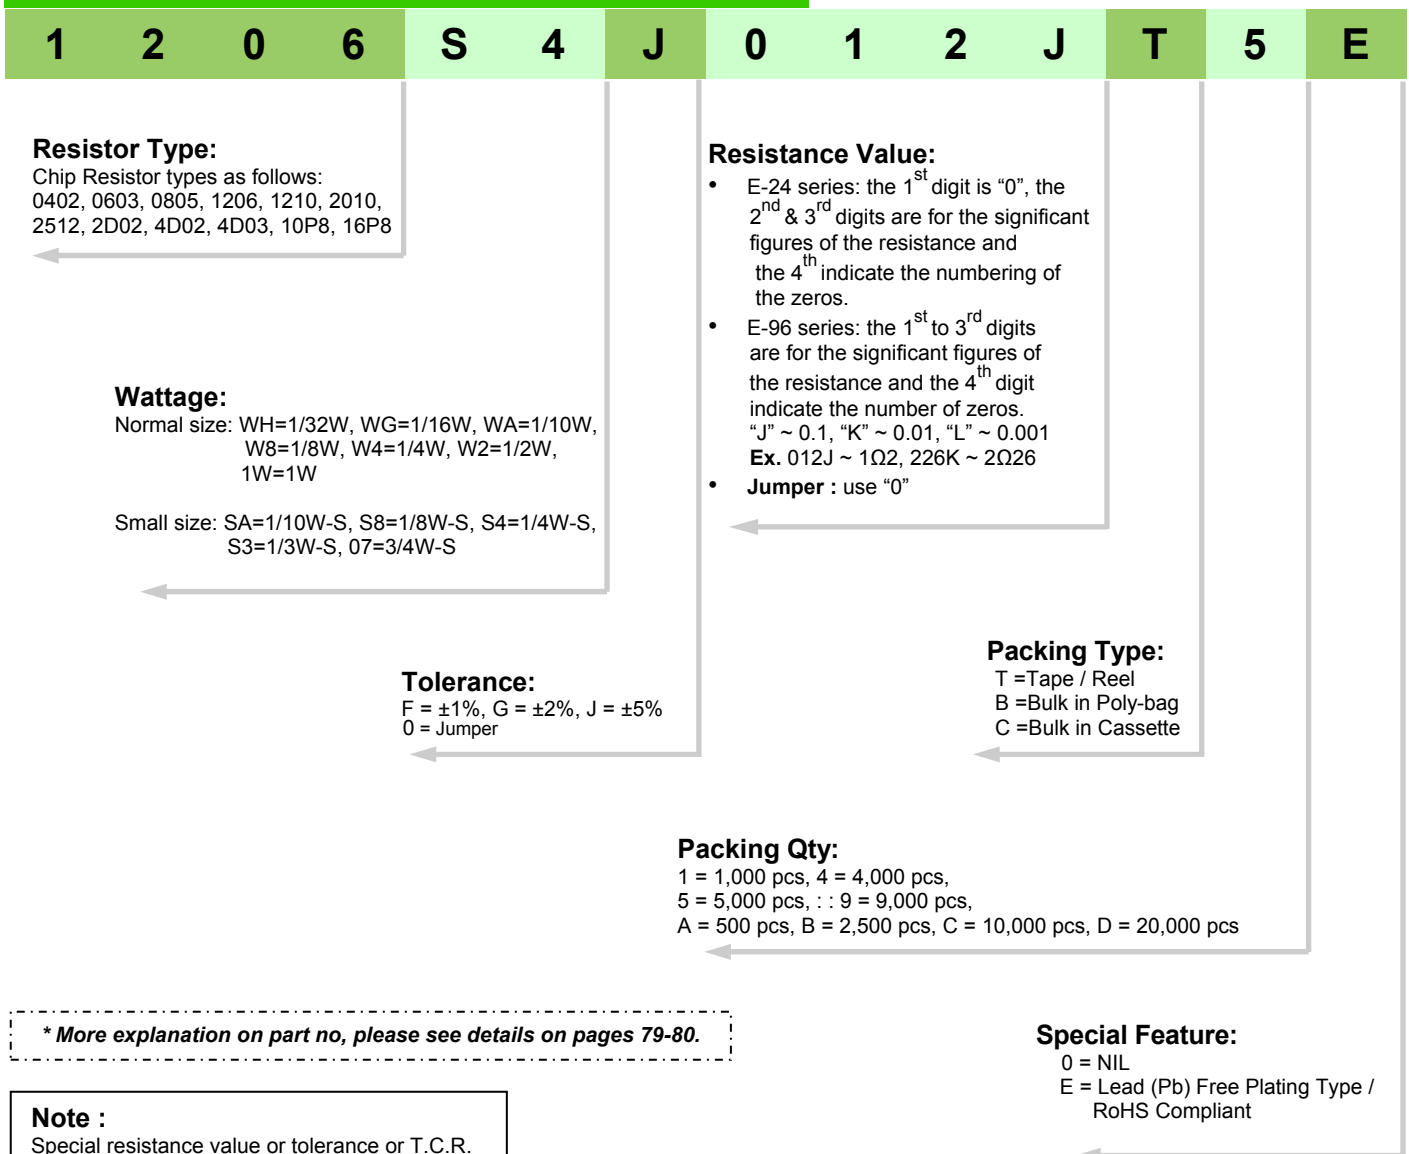 1 2 0 6 S 4 J 0 1 2 J T 5 E
Resistor Type:
Chip Resistor types as follows:
0402, 0603, 0805, 1206, 1210, 2010,
2512, 2D02, 4D02, 4D03, 10P8, 16P8
Resistance Value:
• E-24 series: the 1st digit is “0”, the
2nd & 3rd digits are for the significant
figures of the resistance and
the 4th indicate the numbering of
the zeros.
• E-96 series: the 1st to 3rd digits
are for the significant figures of
the resistance and the 4th digit
indicate the number of zeros.
“J” ~ 0.1, “K” ~ 0.01, “L” ~ 0.001
Ex. 012J ~ 1Ω2, 226K ~ 2Ω26
• Jumper : use “0”
Wattage:
Normal size: WH=1/32W, WG=1/16W, WA=1/10W,
W8=1/8W, W4=1/4W, W2=1/2W,
1W=1W
Small size: SA=1/10W-S, S8=1/8W-S, S4=1/4W-S,
S3=1/3W-S, 07=3/4W-S
Tolerance:
F = ±1%, G = ±2%, J = ±5%
0 = Jumper
Packing Type:
T =Tape / Reel
B =Bulk in Poly-bag
C =Bulk in Cassette
Packing Qty:
1 = 1,000 pcs, 4 = 4,000 pcs,
5 = 5,000 pcs, : : 9 = 9,000 pcs,
A = 500 pcs, B = 2,500 pcs, C = 10,000 pcs, D = 20,000 pcs
* More explanation on part no, please see details on pages 79-80.
Special Feature:
0 = NIL
E = Lead (Pb) Free Plating Type /
RoHS Compliant
Note :
Special resistance value or tolerance or T.C.R.